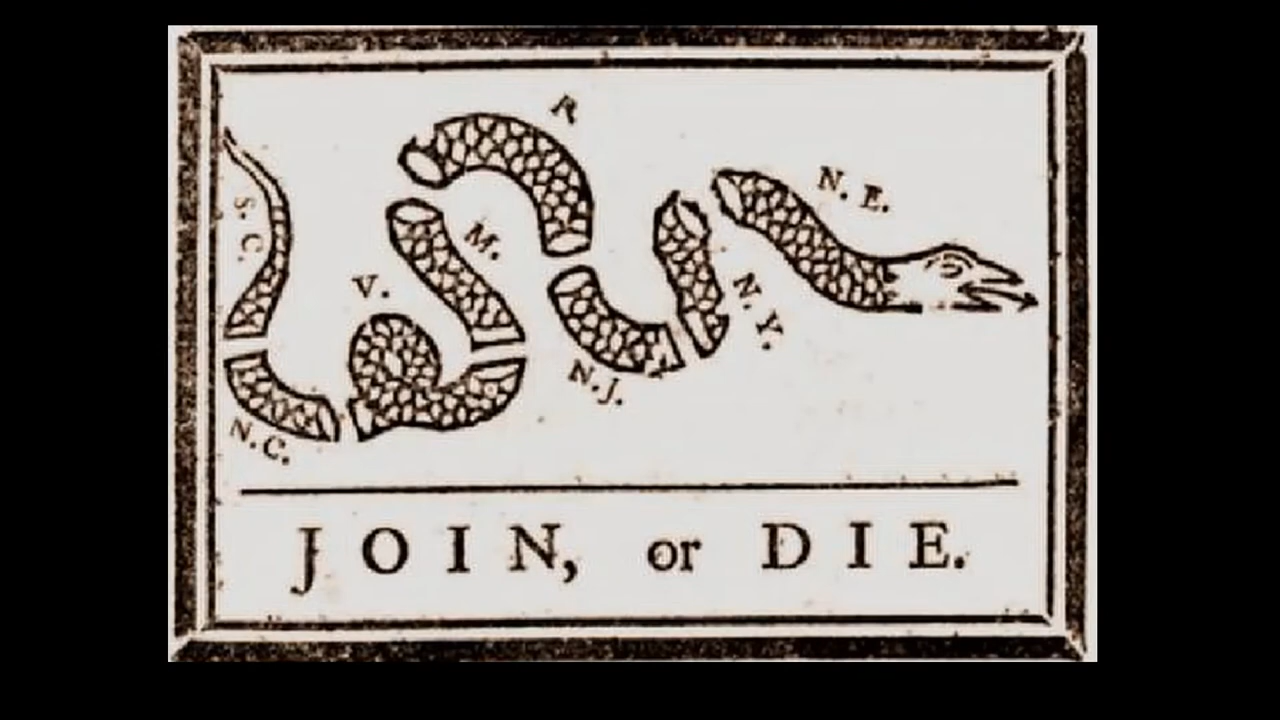 R
N. E.
S. C.
M.
V.
N. Y.
N. J.
N. C.
JOIN, or DIE.